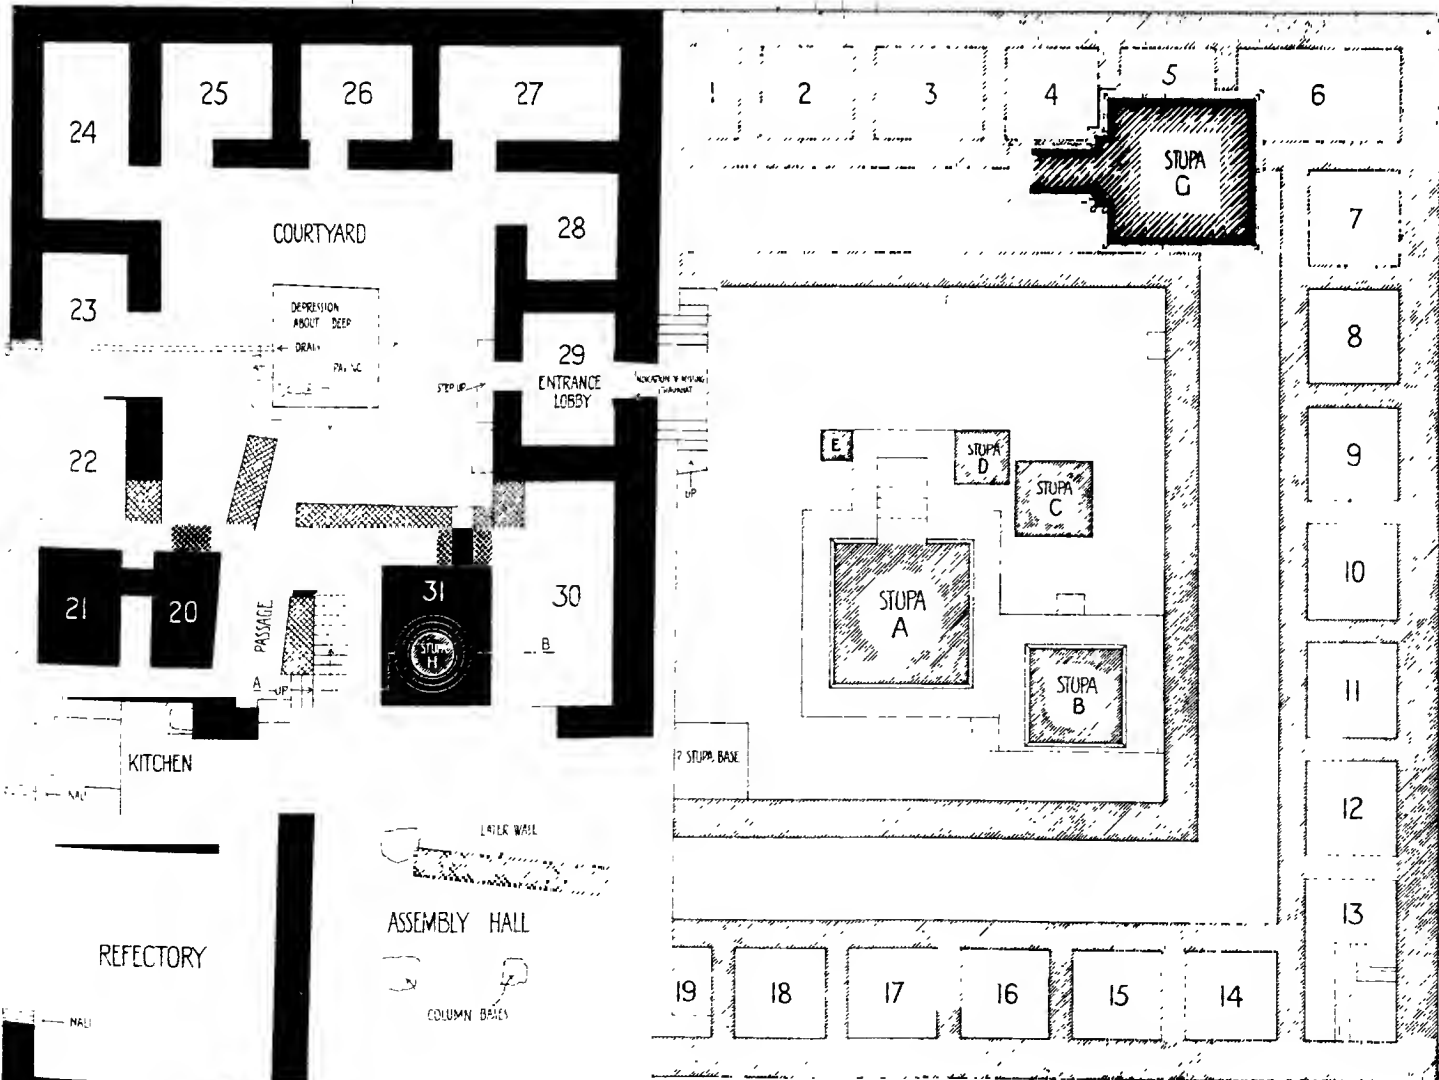 25
26
27
24
1
2
3
4
5
6
STUPA
G
7
28
COURTYARD
DEPRESSION
ABOUT DEEP
DRAIN
23
8
29
ENTRANCE
LOBBY
STEP UP
E
STUPA
D
STUPA
C
9
22
UP
10
21
20
PASSAGE
31
STUPA
H
30
B
STUPA
A
A
UP
STUPA
B
11
KITCHEN
? STUPA BASE
12
LATER WALL
13
ASSEMBLY HALL
REFECTORY
19
18
17
16
15
14
COLUMN BASES
NALI